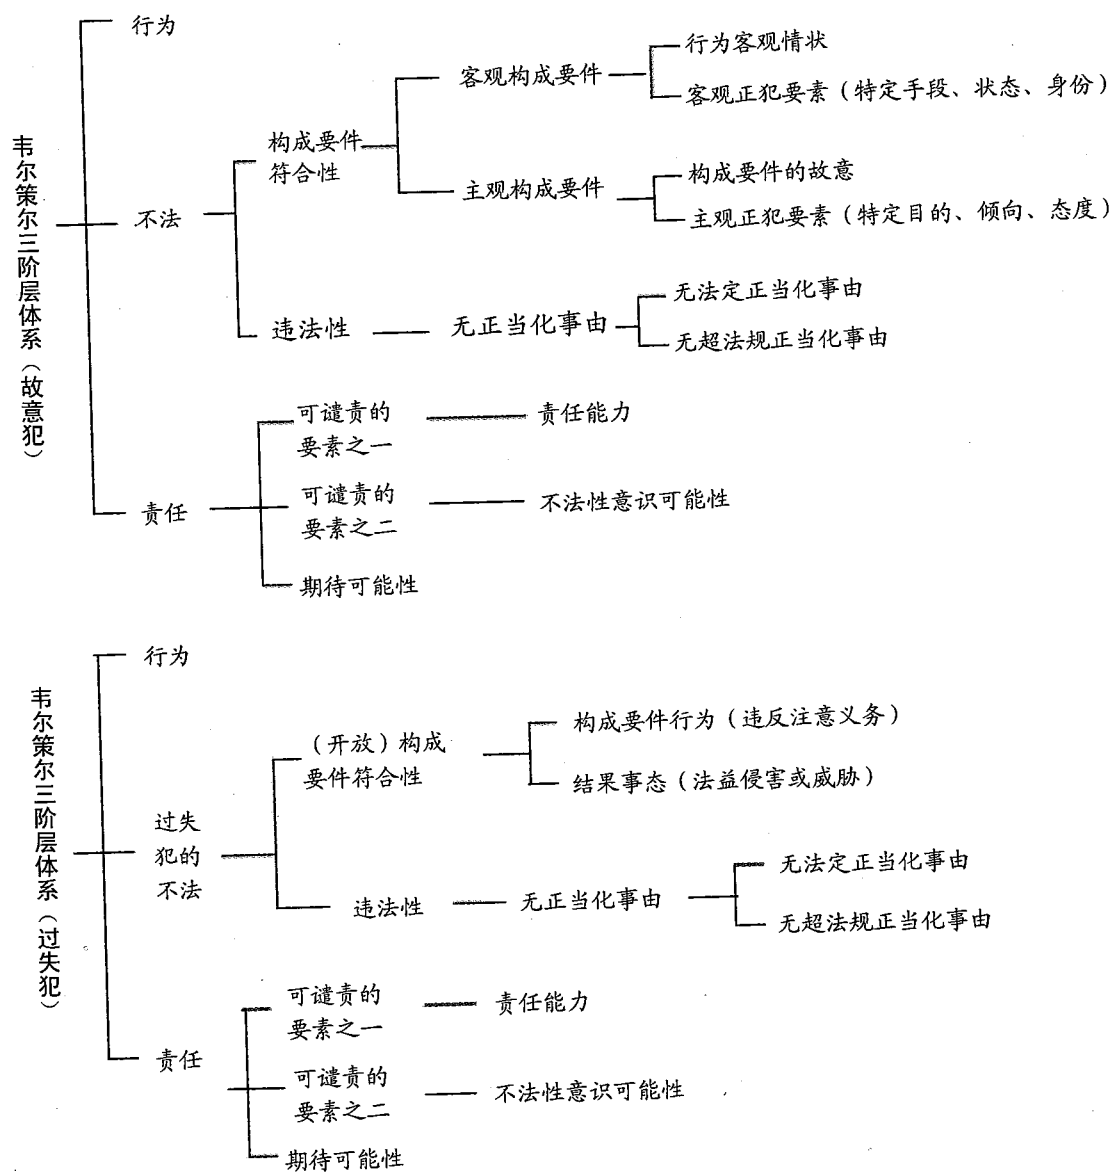 韦尔策尔三阶层体系（故意犯）
行为
不法
构成要件
符合性
客观构成要件
行为客观情状
客观正犯要素（特定手段、状态、身份）
主观构成要件
构成要件的故意
主观正犯要素（特定目的、倾向、态度）
违法性
无正当化事由
无法定正当化事由
无超法规正当化事由
责任
可谴责的
要素之一
责任能力
可谴责的
要素之二
不法性意识可能性
期待可能性
韦尔策尔三阶层体系（过失犯）
行为
过失
犯的
不法
（开放）构成
要件符合性
构成要件行为（违反注意义务）
结果事态（法益侵害或威胁）
违法性
无正当化事由
无法定正当化事由
无超法规正当化事由
责任
可谴责的
要素之一
责任能力
可谴责的
要素之二
不法性意识可能性
期待可能性